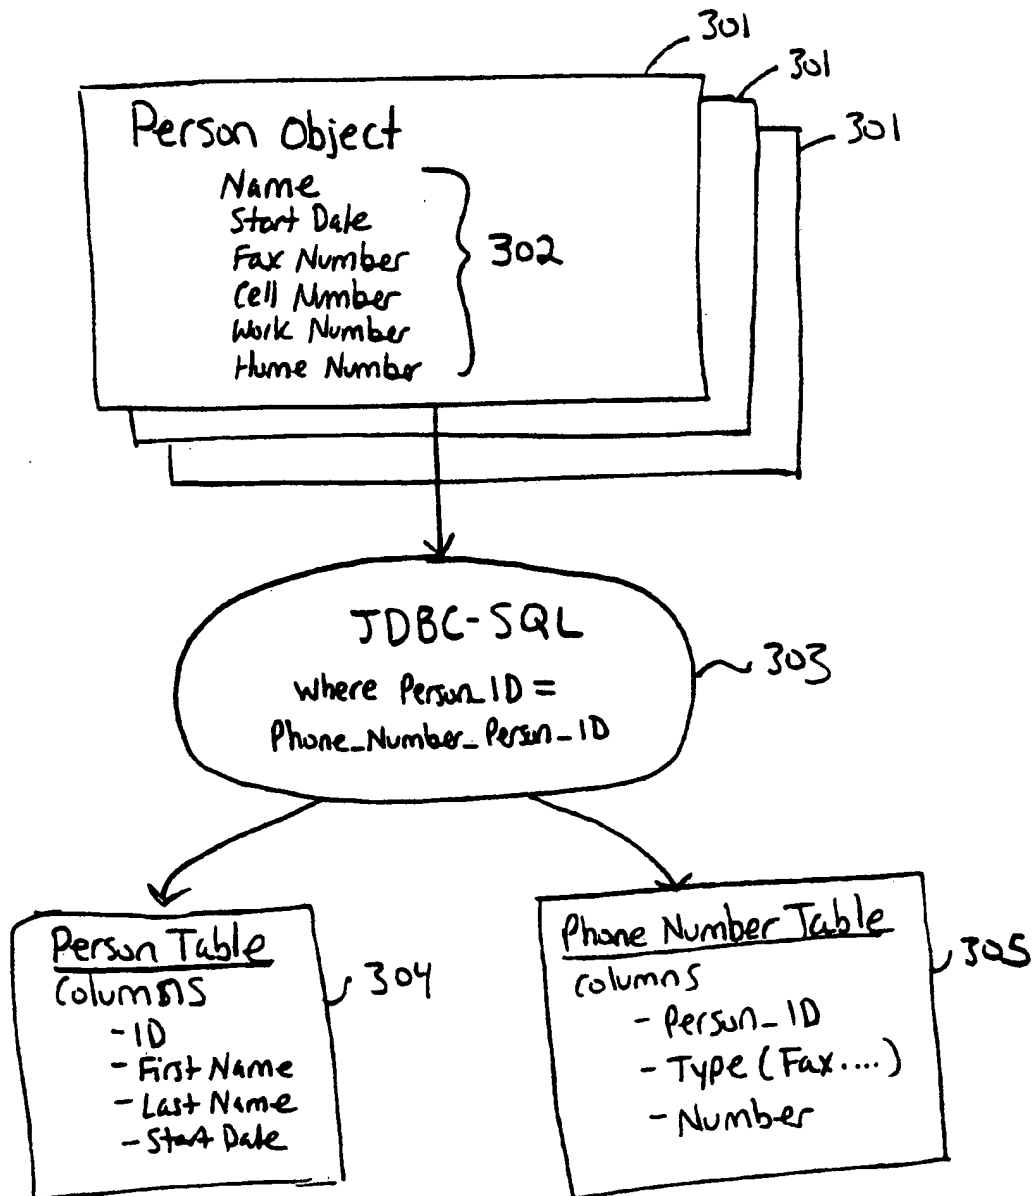 301
301
301
Person Object
Name
Start Date
Fax Number
Cell Number
Work Number
Home Number
302
JDBC-SQL
where Person_ID =
Phone_Number_Person_ID
303
Person Table
Columns
- ID
- First Name
- Last Name
- Start Date
304
Phone Number Table
columns
- Person_ID
- Type (Fax....)
- Number
305